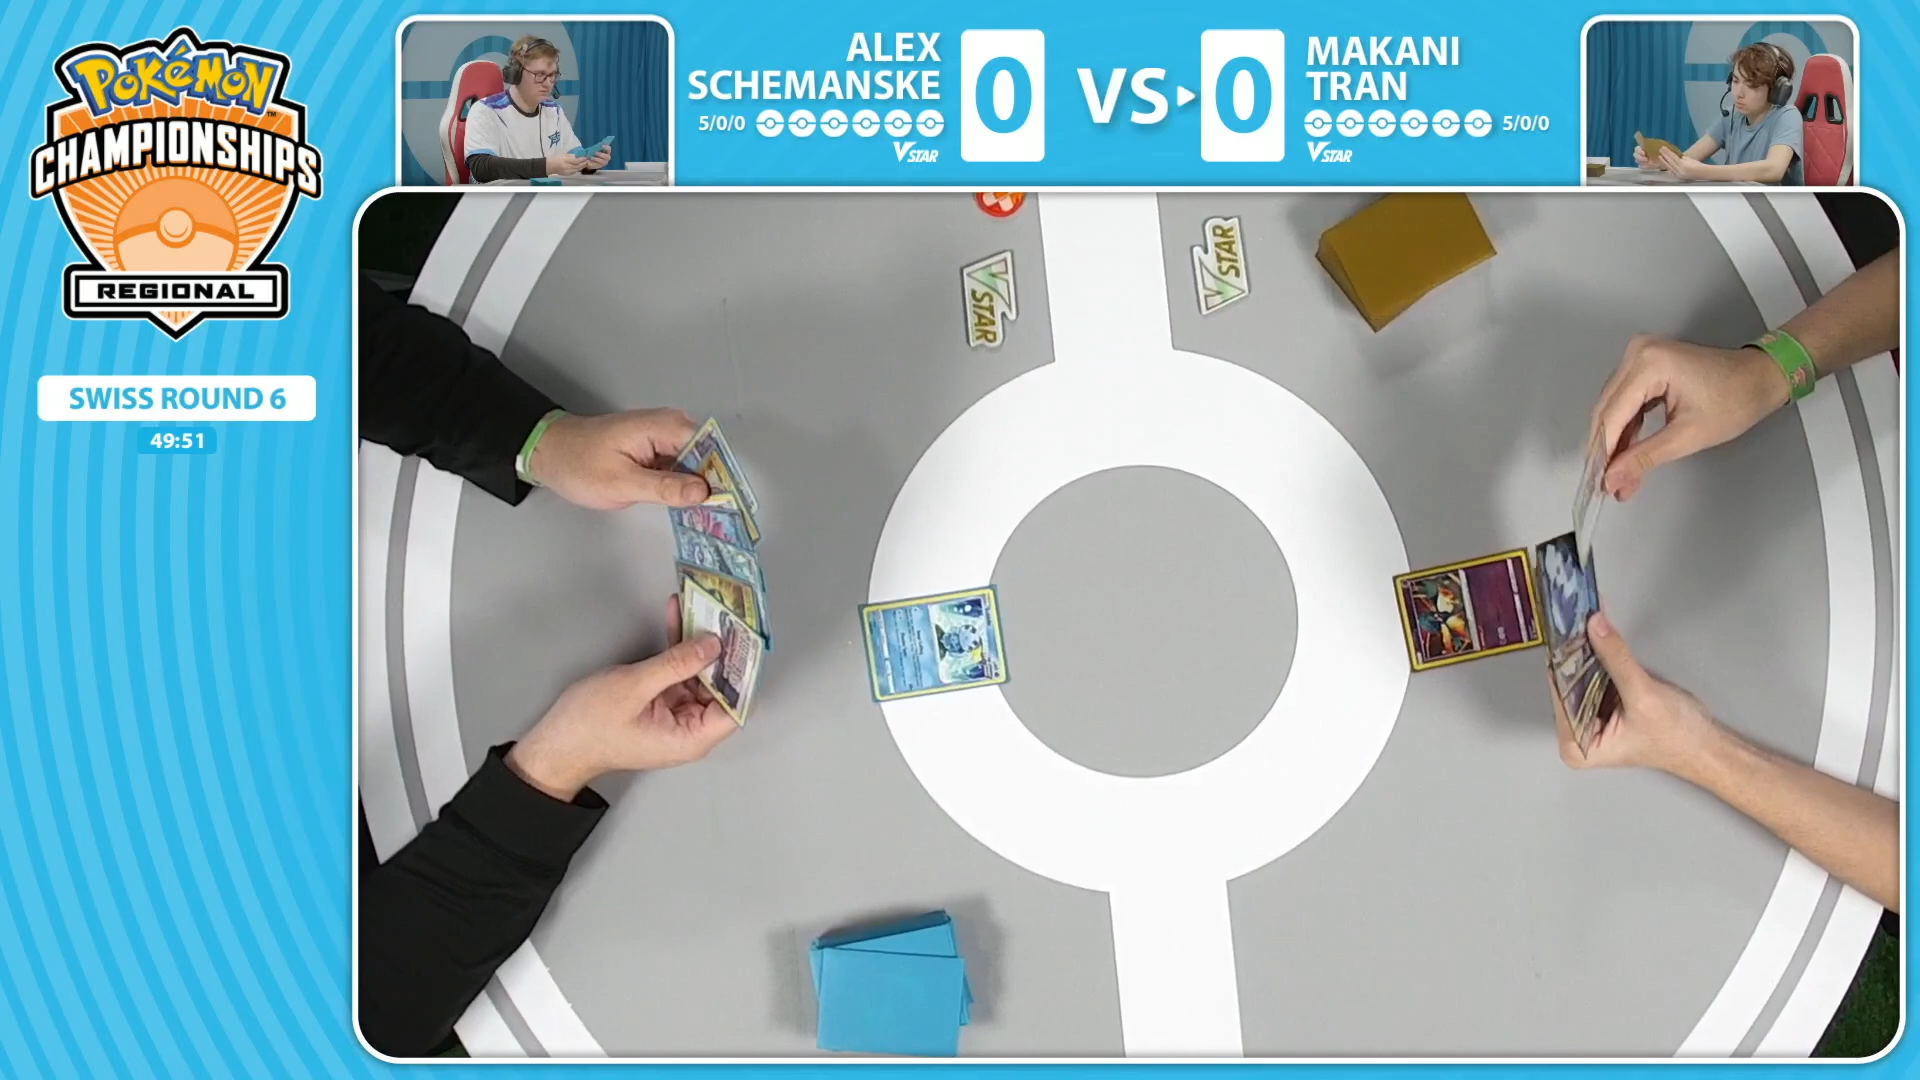 Pokémon
TM
CHAMPIONSHIPS
REGIONAL
SWISS ROUND 6
49:51
ALEX
SCHEMANSKE
5/0/0
VSTAR
0
VS
0
MAKANI
TRAN
5/0/0
VSTAR
VSTAR
VSTAR